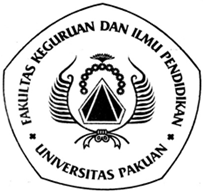 FAKULTAS KEGURUAN DAN ILMU PENDIDIKAN
UNIVERSITAS PAKUAN